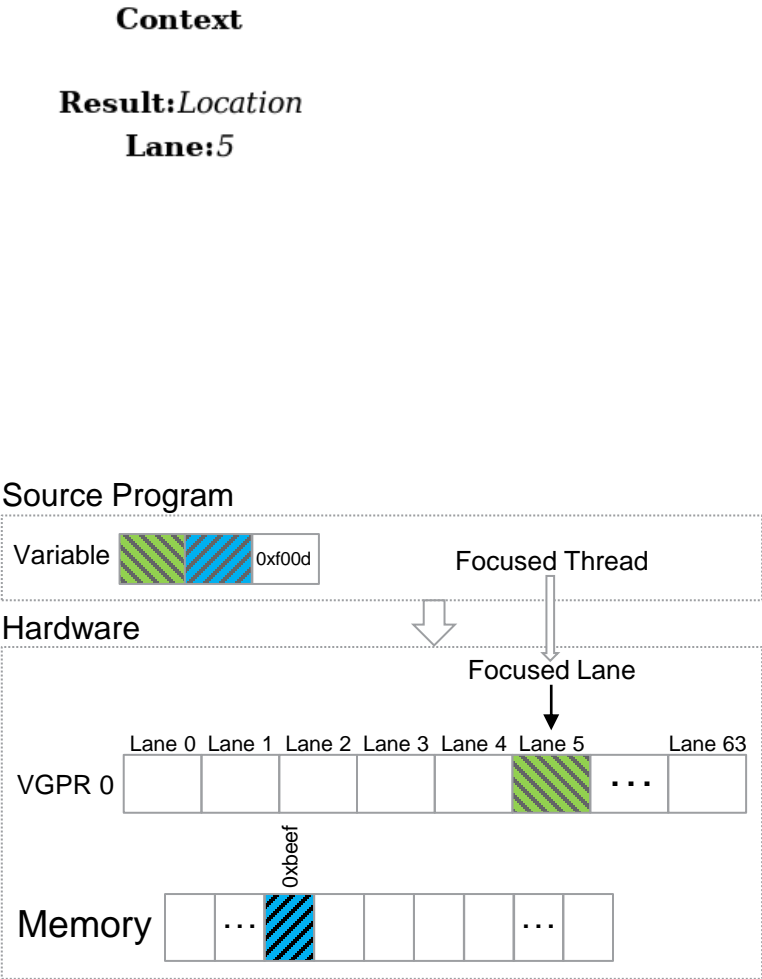 Context
Result:Location
Lane:5
Source Program
Variable 0xf00d Focused Thread
Hardware
Focused Lane
Lane 0 Lane 1 Lane 2 Lane 3 Lane 4 Lane 5 Lane 63
VGPR 0 ...
0xbeef
Memory ... ...